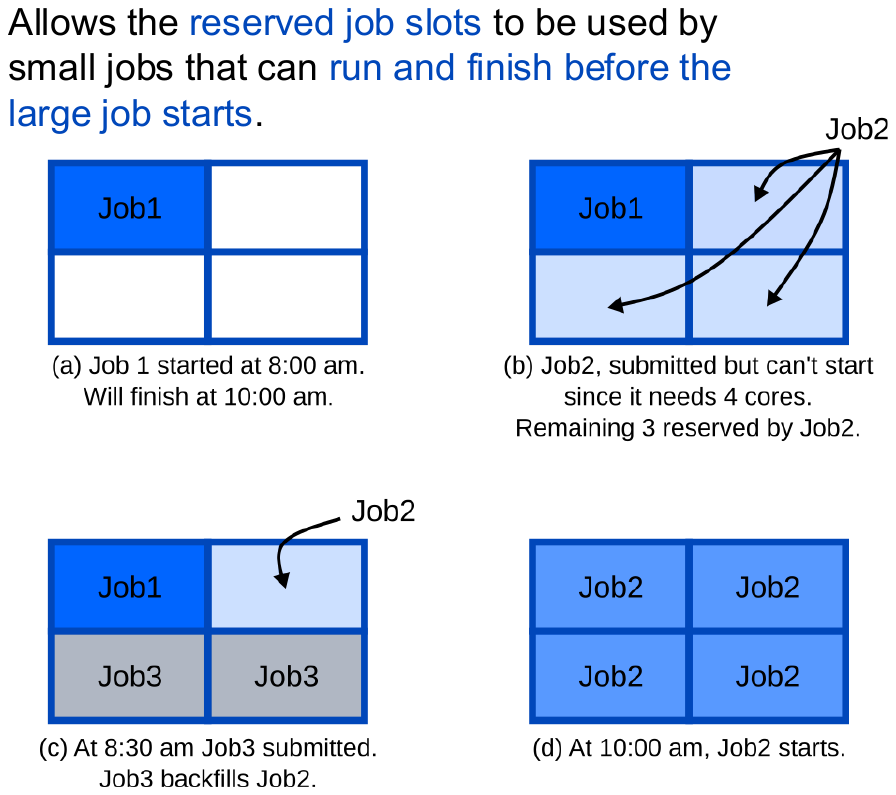 Allows the reserved job slots to be used by
small jobs that can run and finish before the
large job starts.
Job2
Job1
Job1
(a) Job 1 started at 8:00 am.
Will finish at 10:00 am.
(b) Job2, submitted but can't start
since it needs 4 cores.
Remaining 3 reserved by Job2.
Job2
Job1
Job3 Job3
Job2 Job2
Job2 Job2
(c) At 8:30 am Job3 submitted.
Job3 backfills Job2.
(d) At 10:00 am, Job2 starts.